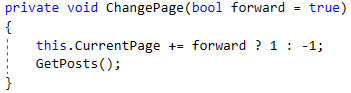 private void ChangePage(bool forward = true)
{
    this.CurrentPage += forward ? 1 : -1;
    GetPosts();
}